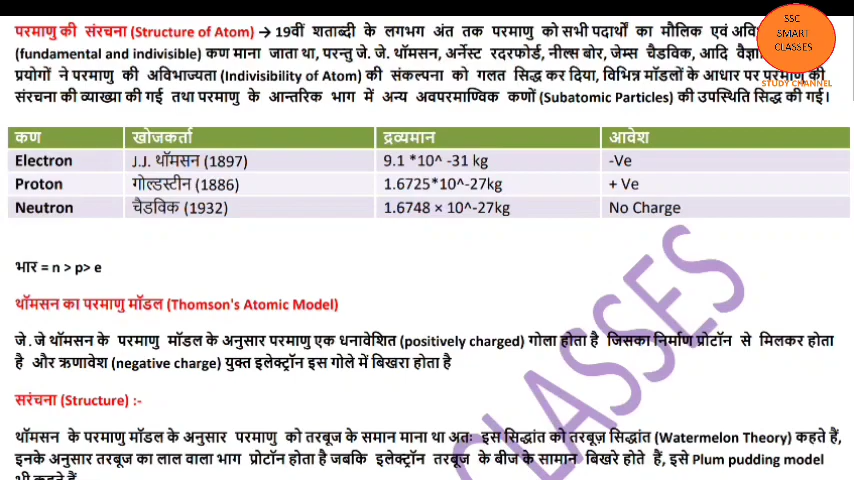 परमाणु की संरचना (Structure of Atom) → 19वीं शताब्दी के लगभग अंत तक परमाणु को सभी पदार्थों का मौलिक एवं
(fundamental and indivisible) कण माना जाता था, परन्तु जे. जे. थॉमसन, अर्नेस्ट रदरफोर्ड, नील्स बोर, जेम्स चैडविक, आदि
प्रयोगों ने परमाणु की अविभाज्यता (Indivisibility of Atom) की संकल्पना को गलत सिद्ध कर दिया, विभिन्न मॉडलों के आधार पर परमाणु की
संरचना की व्याख्या की गई तथा परमाणु के आन्तरिक भाग में अन्य अवपरमाण्विक कणों (Subatomic Particles) की उपस्थिति सिद्ध की गई।
SSC
SMART
CLASSES
STUDY CHANNEL
कण खोजकर्ता द्रव्यमान आवेश
Electron J.J. थॉमसन (1897) 9.1 *10^ -31 kg -Ve
Proton गोल्डस्टीन (1886) 1.6725*10^-27kg + Ve
Neutron चैडविक (1932) 1.6748 × 10^-27kg No Charge
भार = n > p> e
थॉमसन का परमाणु मॉडल (Thomson's Atomic Model)
जे . जे थॉमसन के परमाणु मॉडल के अनुसार परमाणु एक धनावेशित (positively charged) गोला होता है जिसका निर्माण प्रोटॉन से मिलकर होता
है और ऋणावेश (negative charge) युक्त इलेक्ट्रॉन इस गोले में बिखरा होता है
सरंचना (Structure) :-
थॉमसन के परमाणु मॉडल के अनुसार परमाणु को तरबूज के समान माना था अतः इस सिद्धांत को तरबूज़ सिद्धांत (Watermelon Theory) कहते हैं,
इनके अनुसार तरबूज का लाल वाला भाग प्रोटॉन होता है जबकि इलेक्ट्रॉन तरबूज के बीज के सामान बिखरे होते हैं, इसे Plum pudding model
CLASSES